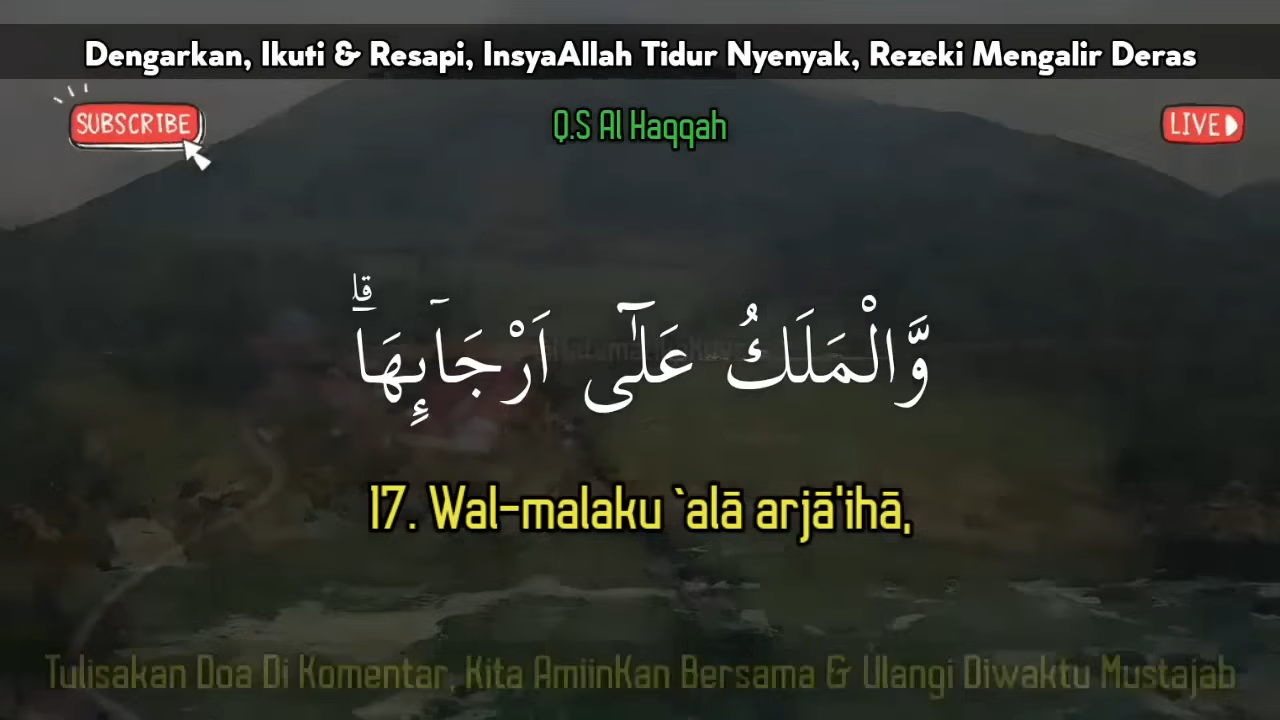 Dengarkan, Ikuti & Resapi, InsyaAllah Tidur Nyenyak, Rezeki Mengalir Deras
SUBSCRIBE
Q.S Al Haqqah
LIVE
وَّالْمَلَكُ عَلٰٓى اَرْجَاۤىِٕهَاۗ
17. Wal-malaku `alā arjā'ihā,
Tulisakan Doa Di Komentar, Kita AmiinKan Bersama & Ulangi Diwaktu Mustajab